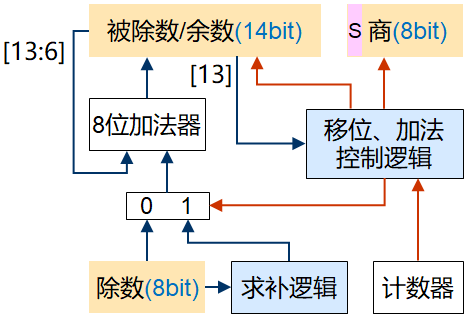 被除数/余数(14bit)
S 商(8bit)
[13:6]
[13]
8位加法器
移位、加法
控制逻辑
0 1
除数(8bit)
求补逻辑
计数器